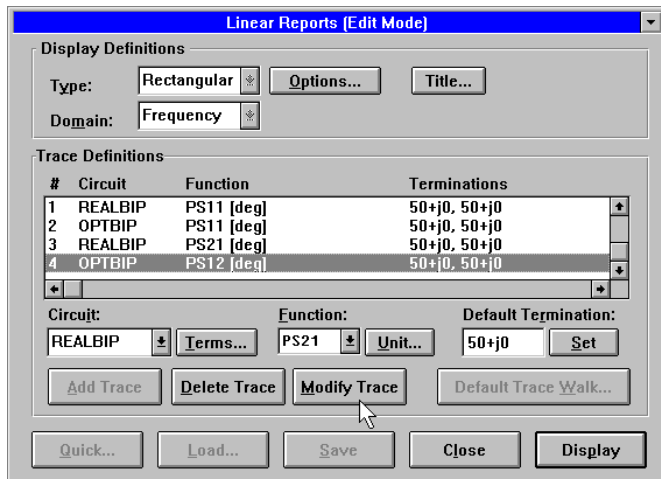 Linear Reports (Edit Mode)
Display Definitions
Type: Rectangular Options... Title...
Domain: Frequency
Trace Definitions
# Circuit Function Terminations
1 REALBIP PS11 [deg] 50+j0, 50+j0
2 OPTBIP PS11 [deg] 50+j0, 50+j0
3 REALBIP PS21 [deg] 50+j0, 50+j0
4 OPTBIP PS12 [deg] 50+j0, 50+j0
Circuit: Function: Default Termination:
REALBIP Terms... PS21 Unit... 50+j0 Set
Add Trace Delete Trace Modify Trace Default Trace Walk...
Quick... Load... Save Close Display